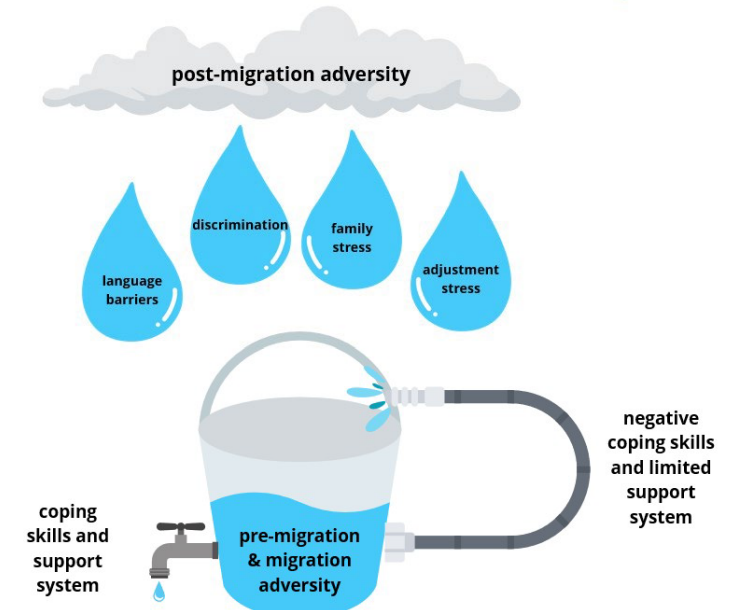 post-migration adversity
discrimination
family
stress
language
barriers
adjustment
stress
negative
coping skills
and limited
support
system
coping
skills and
support
system
pre-migration
& migration
adversity